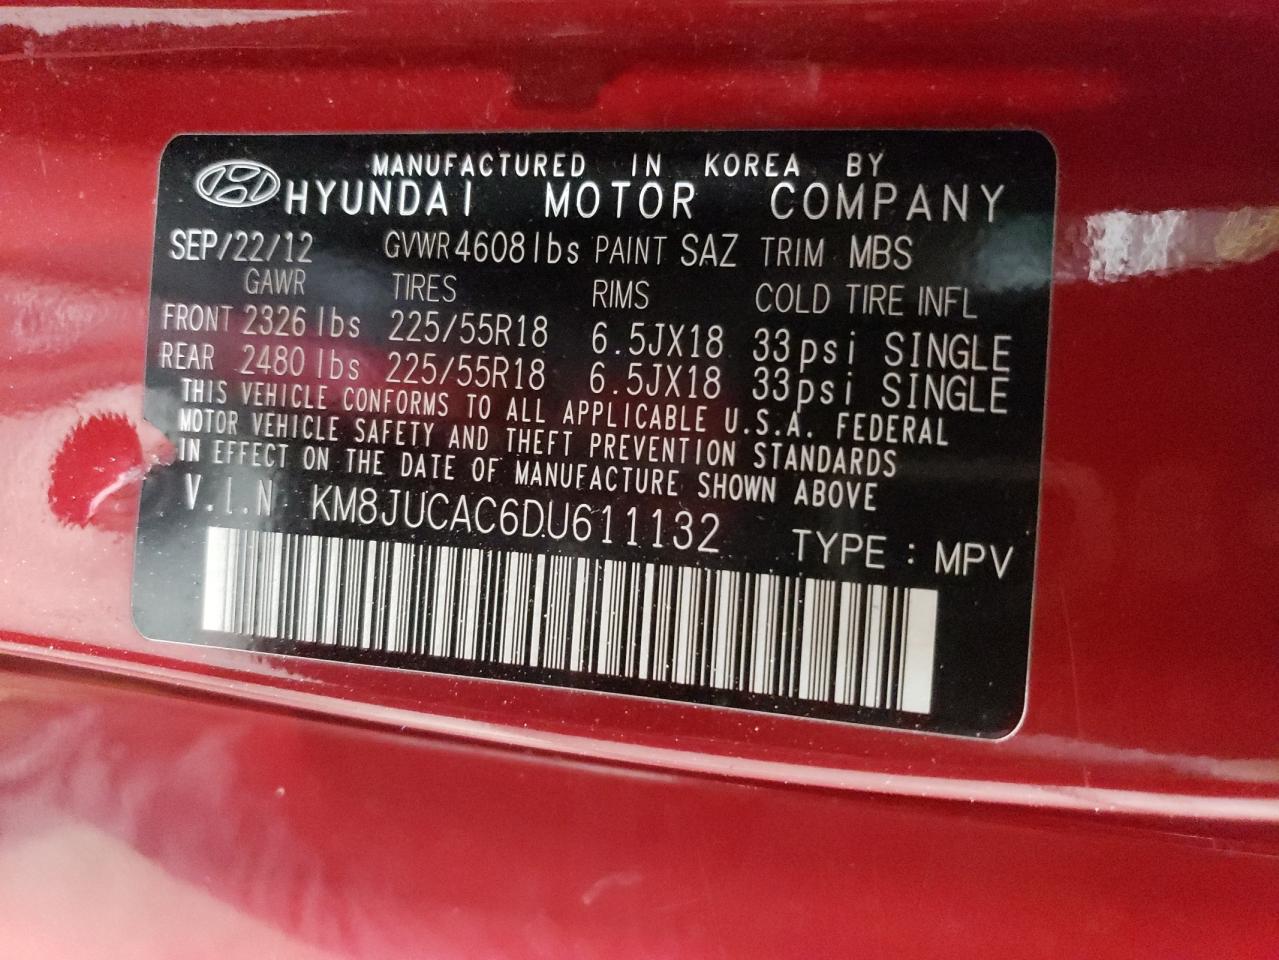 MANUFACTURED IN KOREA BY
HYUNDAI MOTOR COMPANY
SEP/22/12 GVWR 4608lbs PAINT SAZ TRIM MBS
GAWR TIRES RIMS COLD TIRE INFL
FRONT 2326 lbs 225/55R18 6.5JX18 33psi SINGLE
REAR 2480 lbs 225/55R18 6.5JX18 33psi SINGLE
THIS VEHICLE CONFORMS TO ALL APPLICABLE U.S.A. FEDERAL
MOTOR VEHICLE SAFETY AND THEFT PREVENTION STANDARDS
IN EFFECT ON THE DATE OF MANUFACTURE SHOWN ABOVE
V.I.N KM8JUCAC6DU611132 TYPE : MPV